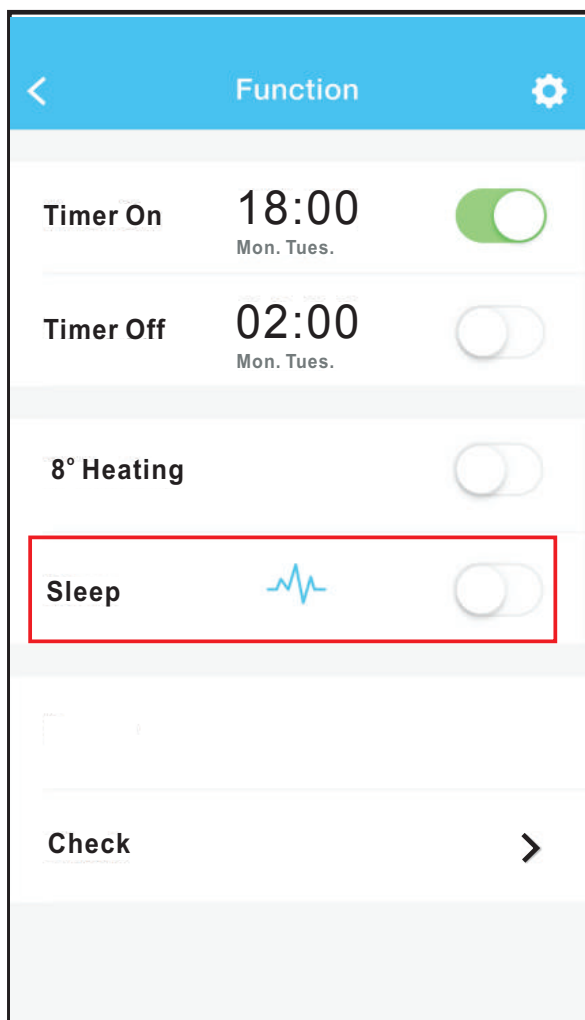 Function
Timer On 18:00
Mon. Tues.
Timer Off 02:00
Mon. Tues.
8° Heating
Sleep
Check